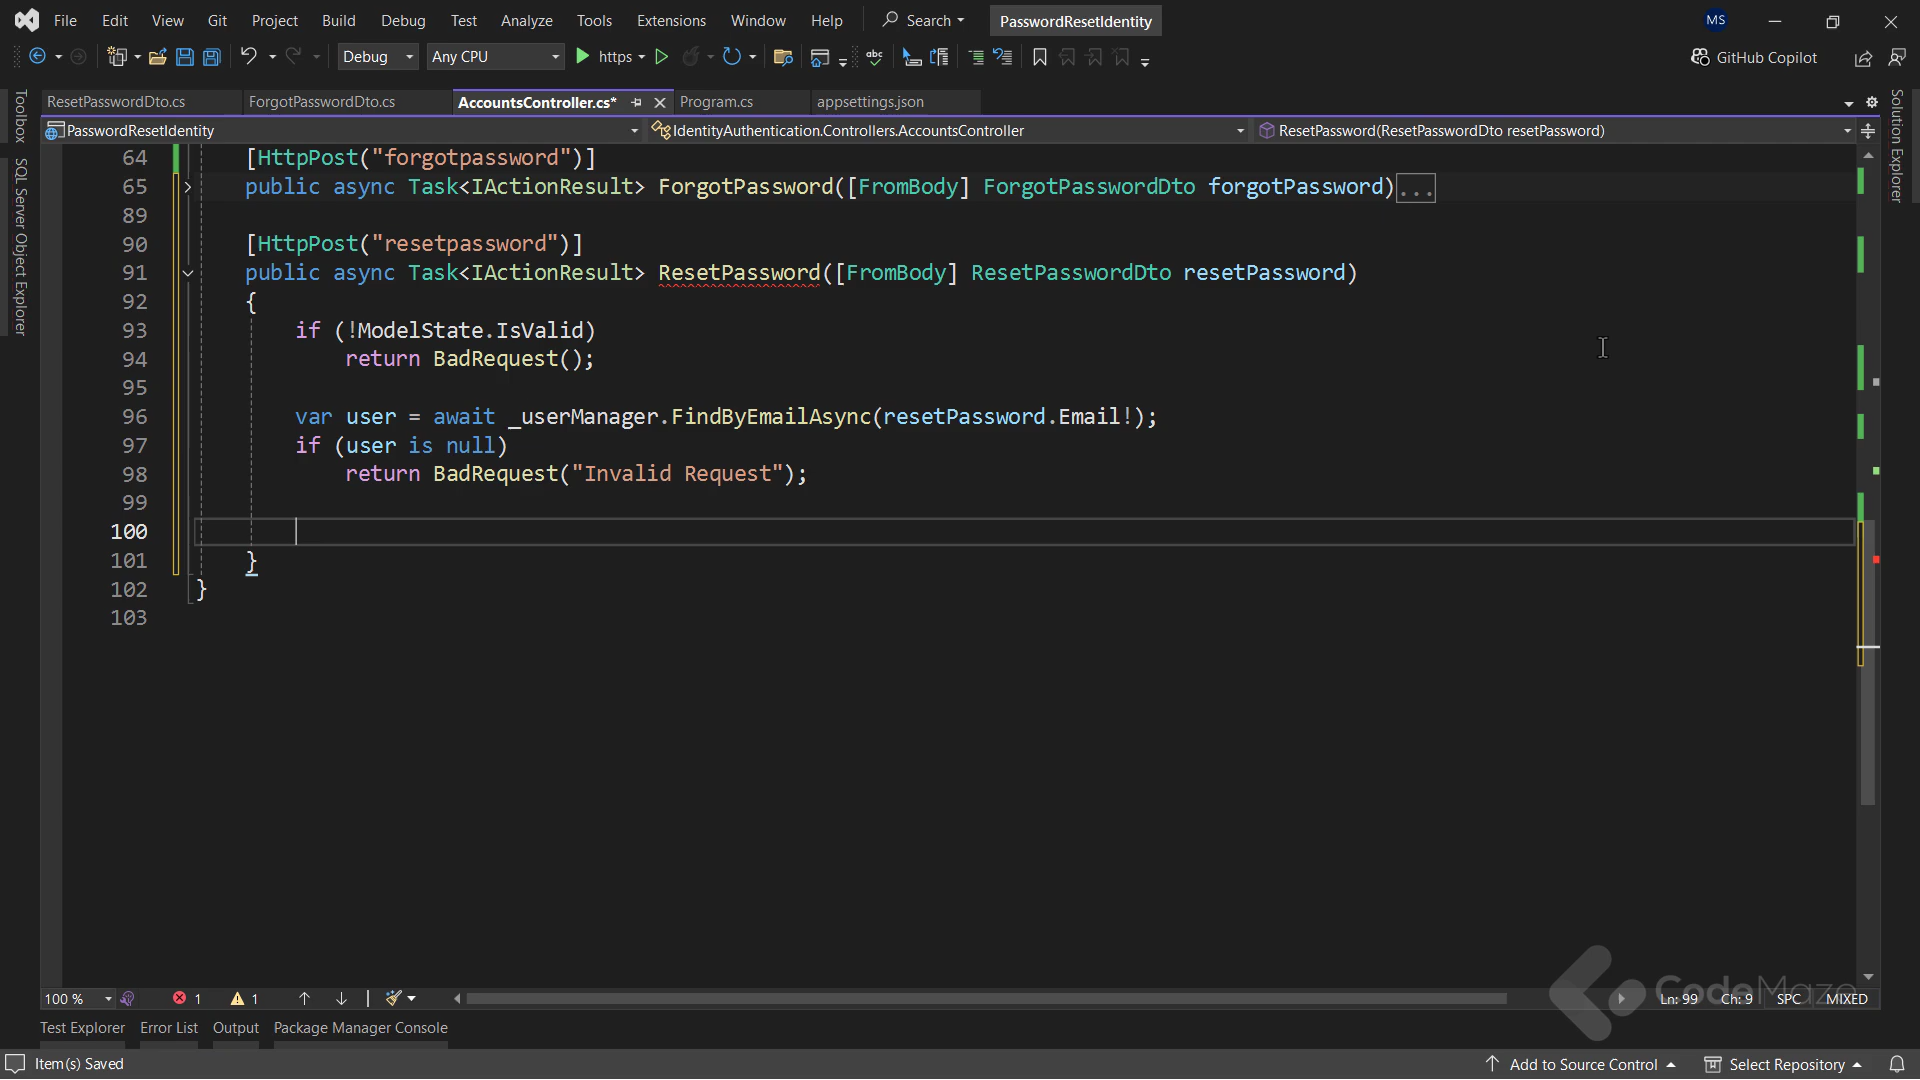 File Edit View Git Project Build Debug Test Analyze Tools Extensions Window Help Search PasswordResetIdentity MS
Debug Any CPU https GitHub Copilot
ResetPasswordDto.cs ForgotPasswordDto.cs AccountsController.cs* Program.cs appsettings.json
PasswordResetIdentity IdentityAuthentication.Controllers.AccountsController ResetPassword(ResetPasswordDto resetPassword)
Toolbox
SQL Server Object Explorer
Solution Explorer
64 [HttpPost("forgotpassword")]
65 public async Task<IActionResult> ForgotPassword([FromBody] ForgotPasswordDto forgotPassword)...
89
90 [HttpPost("resetpassword")]
91 public async Task<IActionResult> ResetPassword([FromBody] ResetPasswordDto resetPassword)
92 {
93 if (!ModelState.IsValid)
94 return BadRequest();
95
96 var user = await _userManager.FindByEmailAsync(resetPassword.Email!);
97 if (user is null)
98 return BadRequest("Invalid Request");
99
100
101 }
102 }
103
CodeMaze
100 % 1 1 Ln: 99 Ch: 9 SPC MIXED
Test Explorer Error List Output Package Manager Console
Item(s) Saved Add to Source Control Select Repository